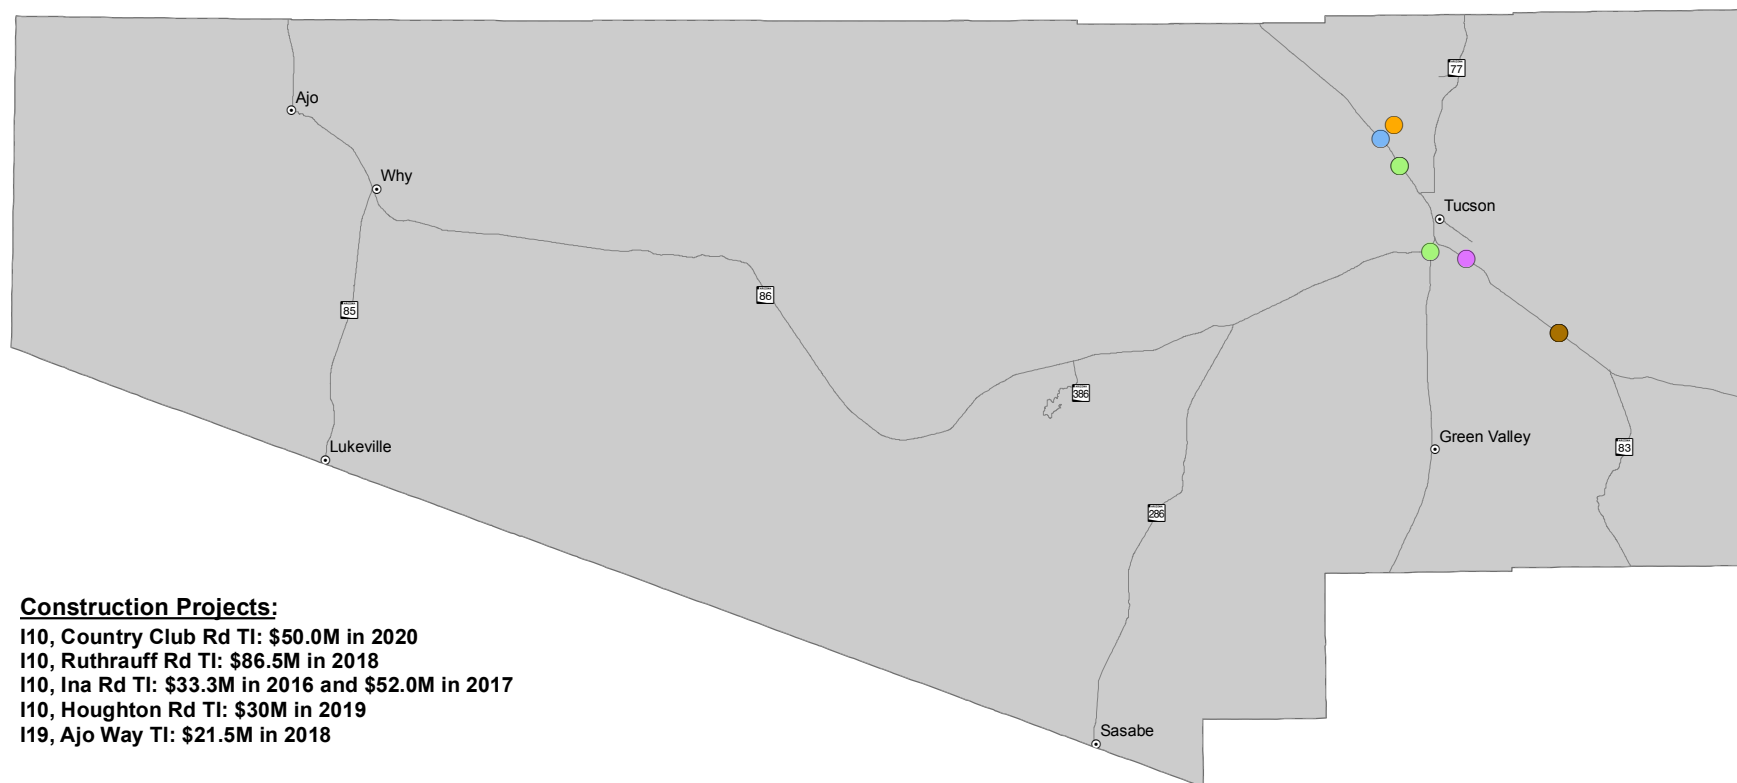 77
Ajo
Why
Tucson
86
85
386
Green Valley
83
Lukeville
286
Sasabe
Construction Projects:
I10, Country Club Rd TI: $50.0M in 2020
I10, Ruthrauff Rd TI: $86.5M in 2018
I10, Ina Rd TI: $33.3M in 2016 and $52.0M in 2017
I10, Houghton Rd TI: $30M in 2019
I19, Ajo Way TI: $21.5M in 2018